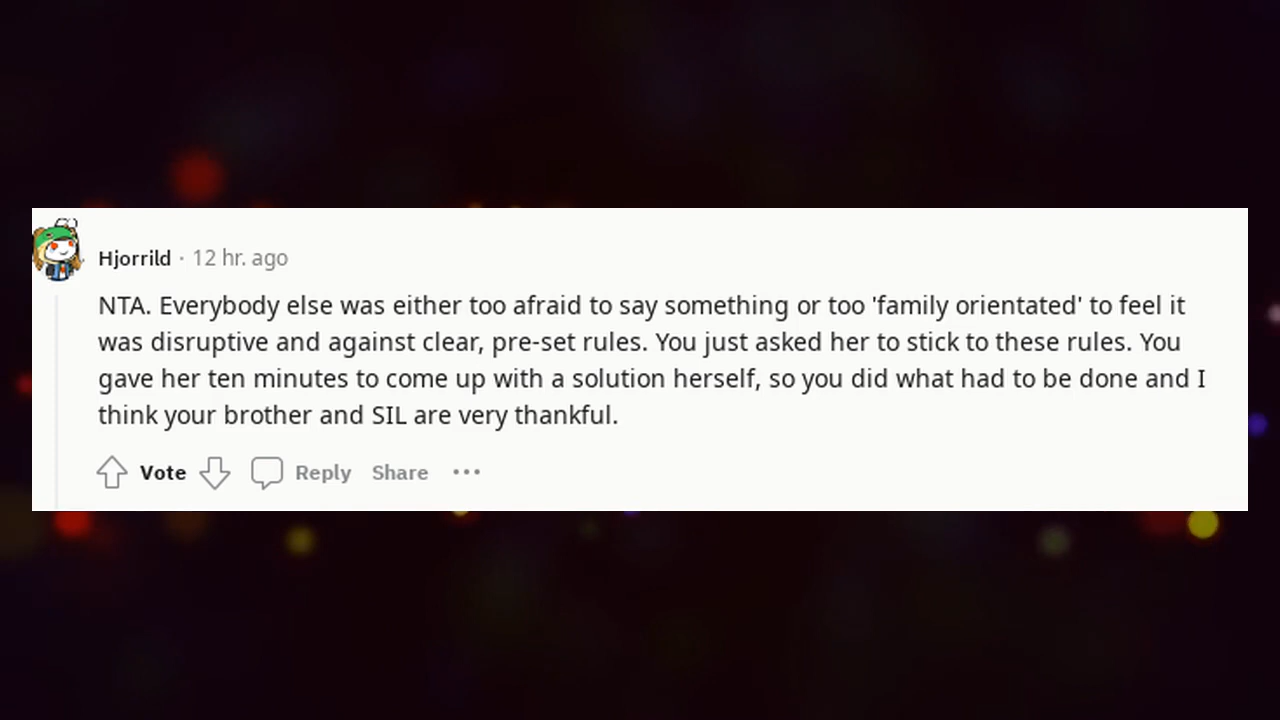 Hjorrild · 12 hr. ago
NTA. Everybody else was either too afraid to say something or too 'family orientated' to feel it
was disruptive and against clear, pre-set rules. You just asked her to stick to these rules. You
gave her ten minutes to come up with a solution herself, so you did what had to be done and I
think your brother and SIL are very thankful.
Vote Reply Share •••